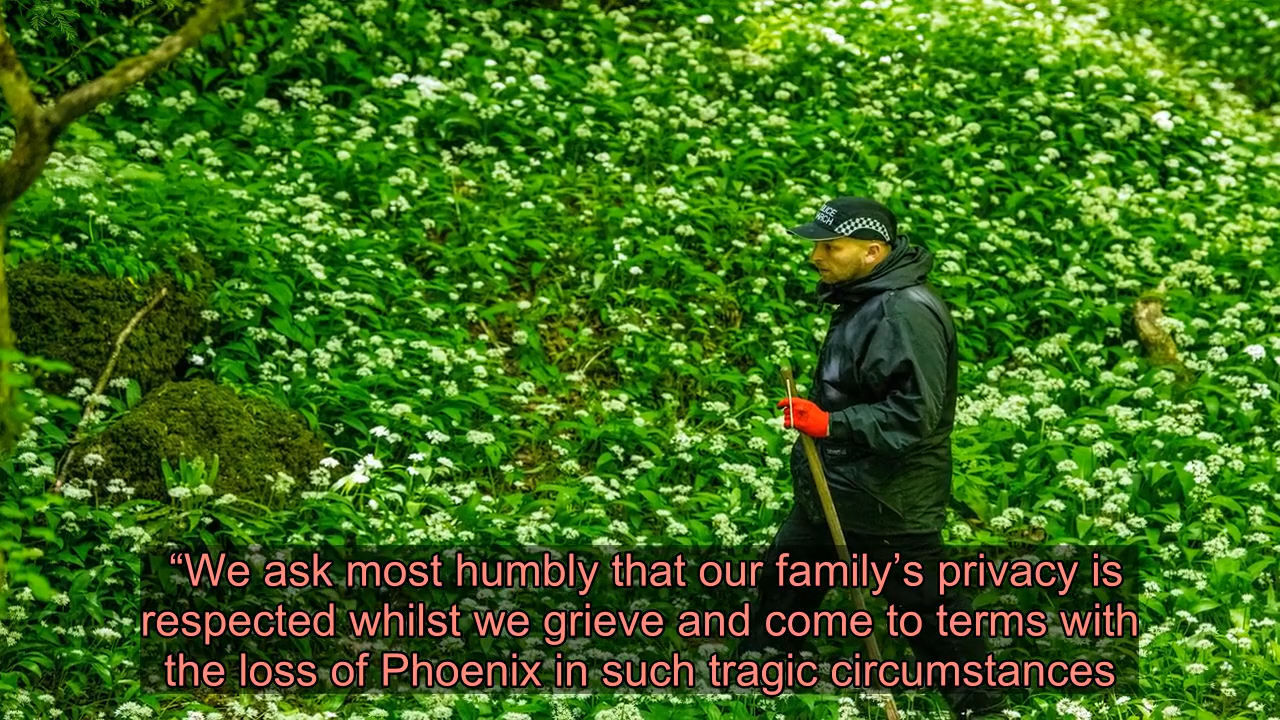 “We ask most humbly that our family’s privacy is
respected whilst we grieve and come to terms with
the loss of Phoenix in such tragic circumstances